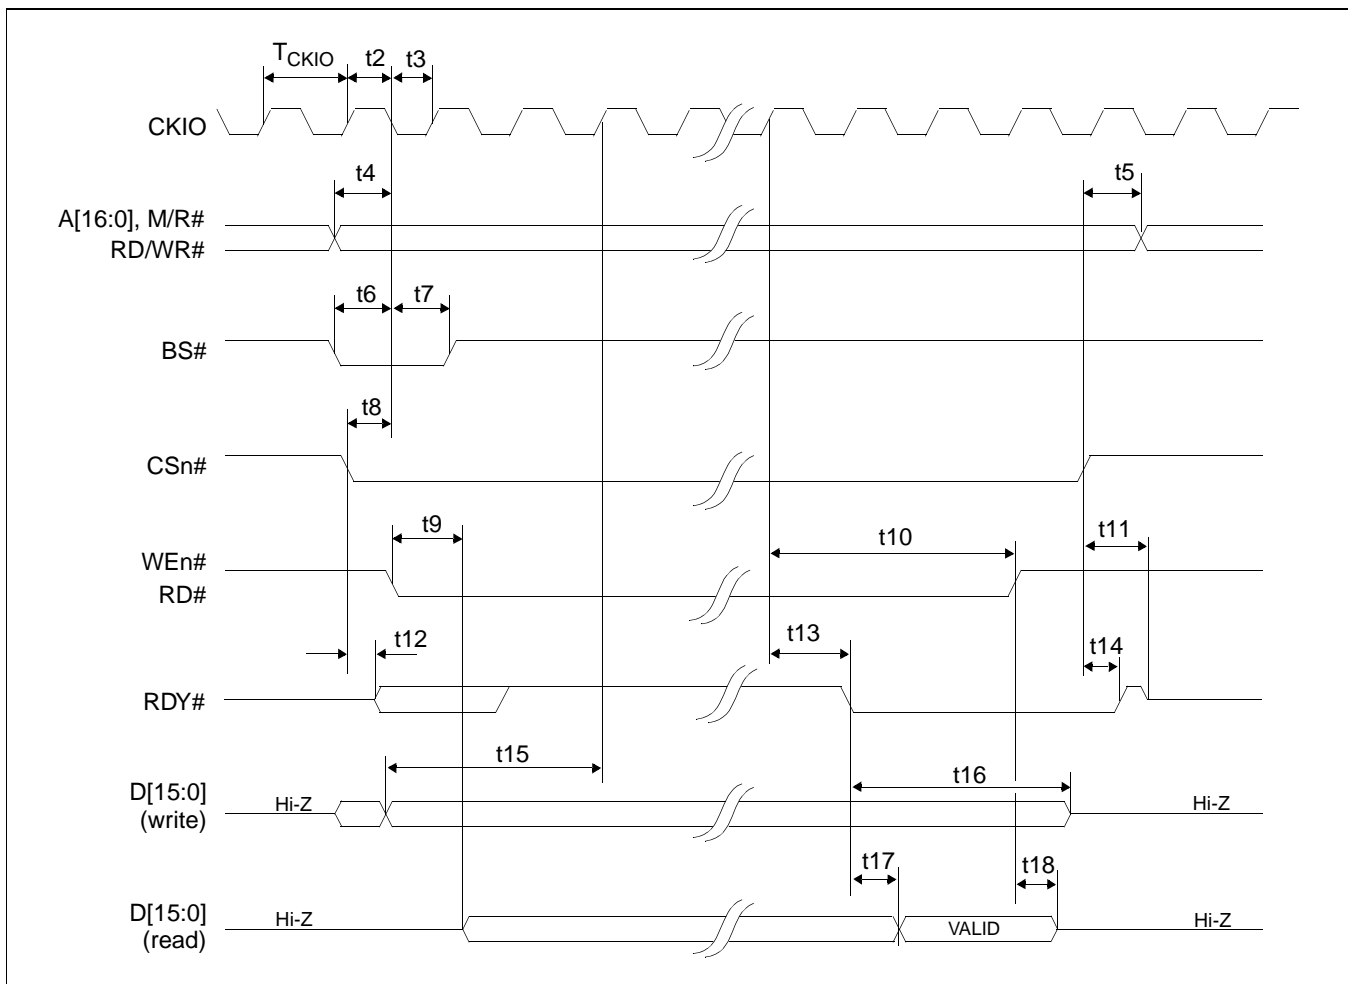 TCKIO t2 t3
CKIO
t4 t5
A[16:0], M/R#
RD/WR#
t6 t7
BS#
t8
CSn#
t9 t10 t11
WEn#
RD#
t12 t13 t14
RDY#
t15 t16
D[15:0]
(write)
Hi-Z Hi-Z
t17 t18
D[15:0]
(read)
Hi-Z VALID Hi-Z